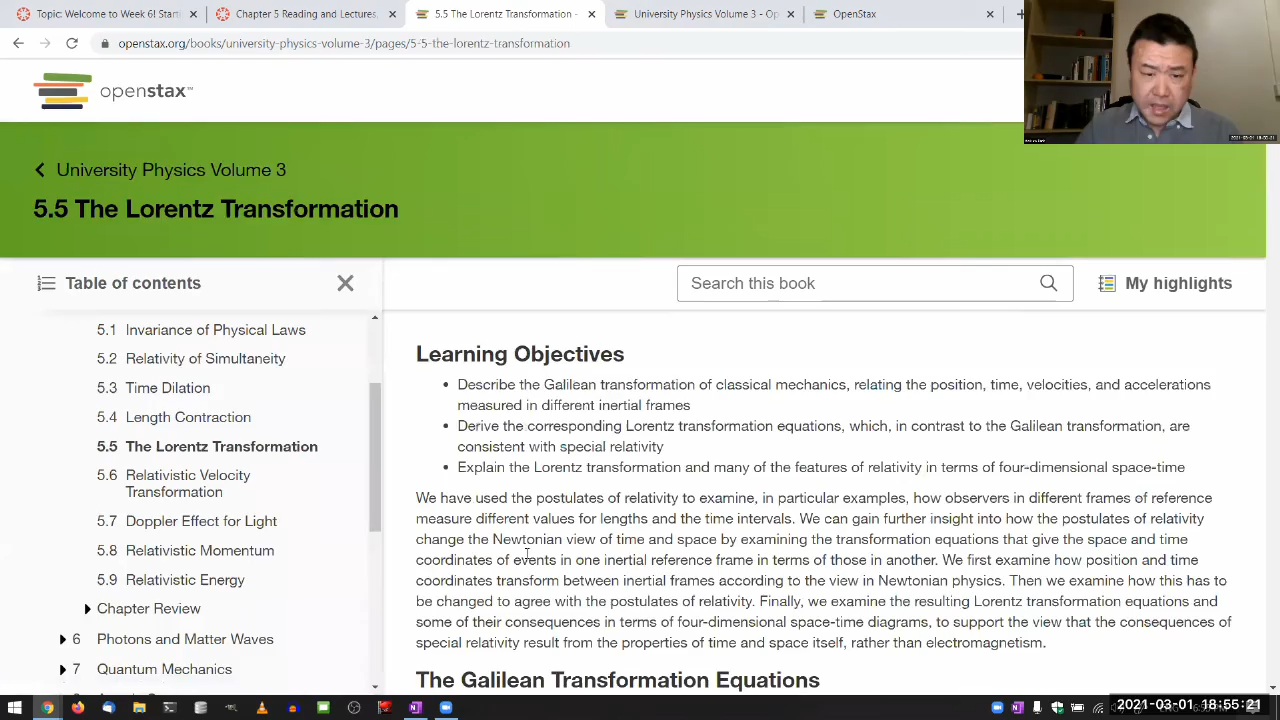 Topic: Welcome to Week 6! Start
Chapter 5 Reading and Lectures,
5.5 The Lorentz Transformation -
University Physics Volume 3 - Op
OpenStax
openstax.org/books/university-physics-volume-3/pages/5-5-the-lorentz-transformation
openstax™
University Physics Volume 3
5.5 The Lorentz Transformation
Table of contents
Search this book
My highlights
5.1 Invariance of Physical Laws
5.2 Relativity of Simultaneity
5.3 Time Dilation
5.4 Length Contraction
5.5 The Lorentz Transformation
5.6 Relativistic Velocity
Transformation
5.7 Doppler Effect for Light
5.8 Relativistic Momentum
5.9 Relativistic Energy
Chapter Review
6 Photons and Matter Waves
7 Quantum Mechanics
Learning Objectives
• Describe the Galilean transformation of classical mechanics, relating the position, time, velocities, and accelerations
measured in different inertial frames
• Derive the corresponding Lorentz transformation equations, which, in contrast to the Galilean transformation, are
consistent with special relativity
• Explain the Lorentz transformation and many of the features of relativity in terms of four-dimensional space-time
We have used the postulates of relativity to examine, in particular examples, how observers in different frames of reference
measure different values for lengths and the time intervals. We can gain further insight into how the postulates of relativity
change the Newtonian view of time and space by examining the transformation equations that give the space and time
coordinates of events in one inertial reference frame in terms of those in another. We first examine how position and time
coordinates transform between inertial frames according to the view in Newtonian physics. Then we examine how this has to
be changed to agree with the postulates of relativity. Finally, we examine the resulting Lorentz transformation equations and
some of their consequences in terms of four-dimensional space-time diagrams, to support the view that the consequences of
special relativity result from the properties of time and space itself, rather than electromagnetism.
The Galilean Transformation Equations
2021-03-01 18:55:21